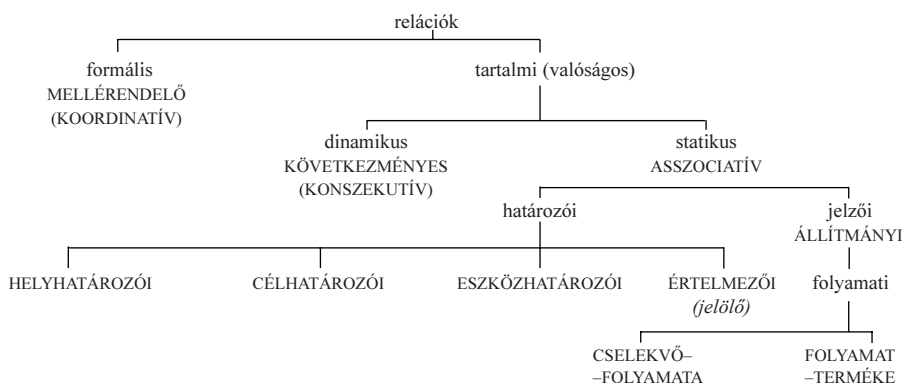 relációk
formális
MELLÉRENDELŐ
(KOORDINATÍV)
tartalmi (valóságos)
dinamikus
KÖVETKEZMÉNYES
(KONSZEKUTÍV)
statikus
ASSZOCIATÍV
határozói
jelzői
ÁLLÍTMÁNYI
HELYHATÁROZÓI
CÉLHATÁROZÓI
ESZKÖZHATÁROZÓI
ÉRTELMEZŐI
(jelölő)
folyamati
CSELEKVŐ–
–FOLYAMATA
FOLYAMAT
–TERMÉKE